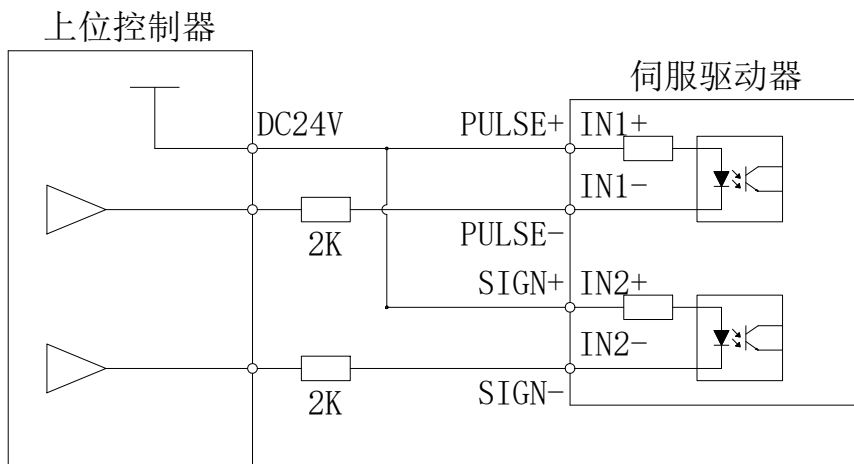 上位控制器
伺服驱动器
DC24V
PULSE+ IN1+
IN1-
2K
PULSE-
SIGN+ IN2+
IN2-
2K
SIGN-